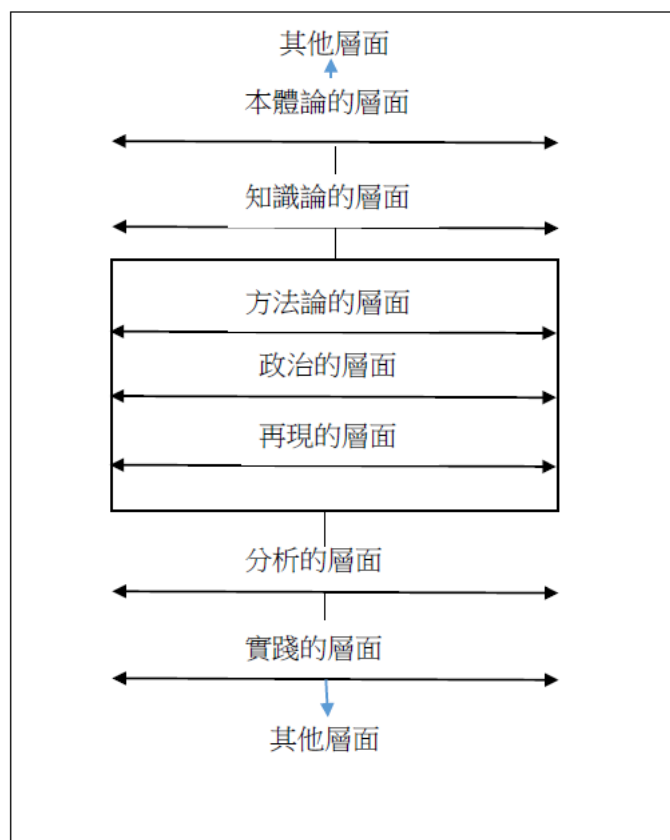 其他層面
本體論的層面
知識論的層面
方法論的層面
政治的層面
再現的層面
分析的層面
實踐的層面
其他層面